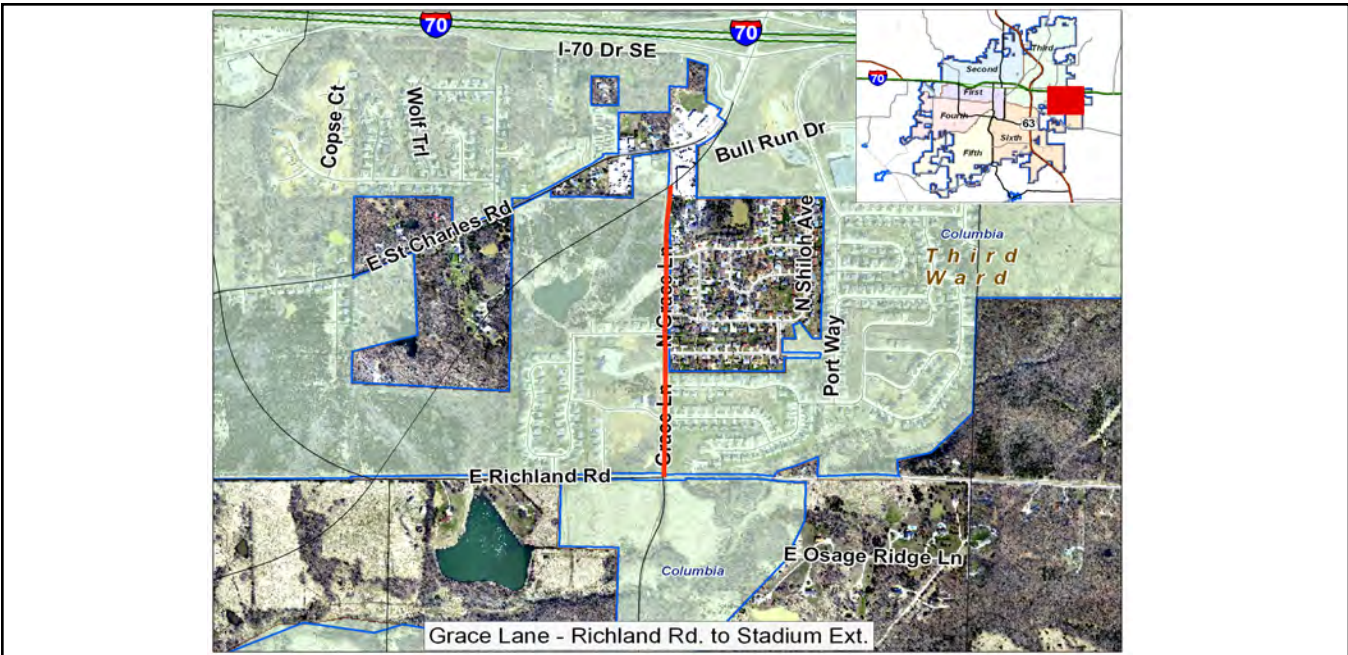 70
70
I-70 Dr SE
Copse Ct
Wolf Trl
Bull Run Dr
E St Charles Rd
N Grace Ln
N Shiloh Ave
Port Way
Grace Ln
E Richland Rd
E Osage Ridge Ln
Columbia
Third
Ward
Columbia
Second
Third
70
First
Fourth
63
Sixth
Fifth
Grace Lane - Richland Rd. to Stadium Ext.